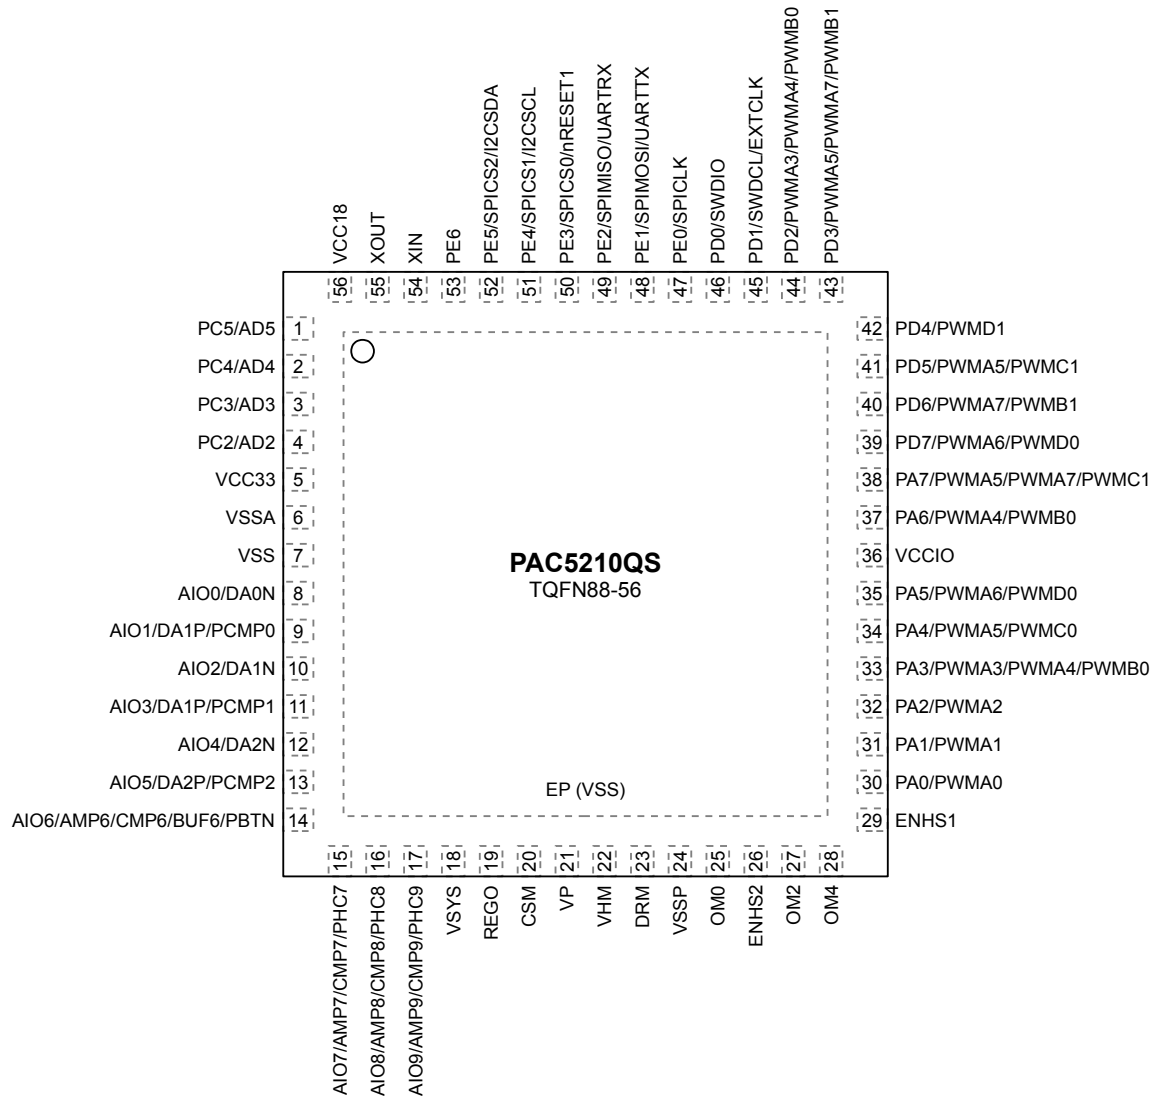 56 VCC18
55 XOUT
54 XIN
53 PE6
52 PE5/SPICS2/I2CSDA
51 PE4/SPICS1/I2CSCL
50 PE3/SPICS0/nRESET1
49 PE2/SPIMISO/UARTRX
48 PE1/SPIMOSI/UARTTX
47 PE0/SPICLK
46 PD0/SWDIO
45 PD1/SWDCL/EXTCLK
44 PD2/PWMA3/PWMA4/PWMB0
43 PD3/PWMA5/PWMA7/PWMB1
PC5/AD5 1
PC4/AD4 2
PC3/AD3 3
PC2/AD2 4
VCC33 5
VSSA 6
VSS 7
AIO0/DA0N 8
AIO1/DA1P/PCMP0 9
AIO2/DA1N 10
AIO3/DA1P/PCMP1 11
AIO4/DA2N 12
AIO5/DA2P/PCMP2 13
AIO6/AMP6/CMP6/BUF6/PBTN 14
PAC5210QS
TQFN88-56
EP (VSS)
42 PD4/PWMD1
41 PD5/PWMA5/PWMC1
40 PD6/PWMA7/PWMB1
39 PD7/PWMA6/PWMD0
38 PA7/PWMA5/PWMA7/PWMC1
37 PA6/PWMA4/PWMB0
36 VCCIO
35 PA5/PWMA6/PWMD0
34 PA4/PWMA5/PWMC0
33 PA3/PWMA3/PWMA4/PWMB0
32 PA2/PWMA2
31 PA1/PWMA1
30 PA0/PWMA0
29 ENHS1
AIO7/AMP7/CMP7/PHC7 15
AIO8/AMP8/CMP8/PHC8 16
AIO9/AMP9/CMP9/PHC9 17
VSYS 18
REGO 19
CSM 20
VP 21
VHM 22
DRM 23
VSSP 24
OM0 25
ENHS2 26
OM2 27
OM4 28